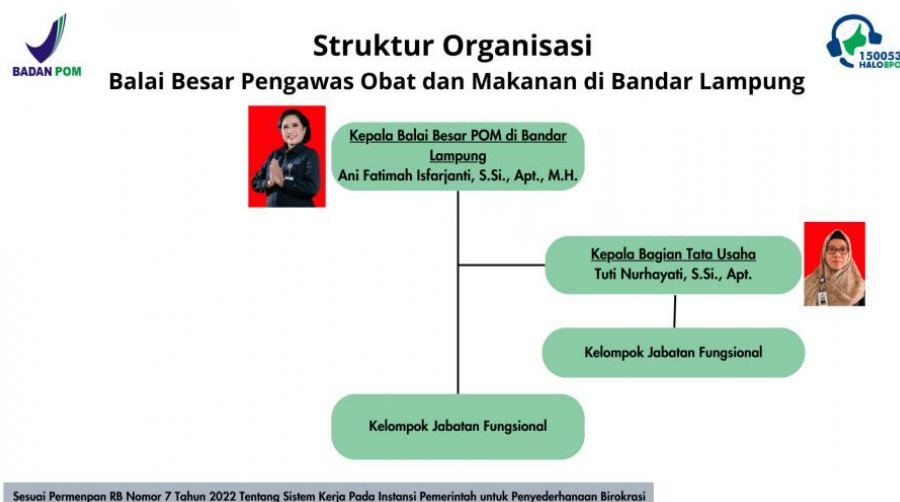 BADAN POM
150053
HALOBPO
Struktur Organisasi
Balai Besar Pengawas Obat dan Makanan di Bandar Lampung
Kepala Balai Besar POM di Bandar
Lampung
Ani Fatimah Isfarjanti, S.Si., Apt., M.H.
Kepala Bagian Tata Usaha
Tuti Nurhayati, S.Si., Apt.
Kelompok Jabatan Fungsional
Kelompok Jabatan Fungsional
Sesuai Permenpan RB Nomor 7 Tahun 2022 Tentang Sistem Kerja Pada Instansi Pemerintah untuk Penyederhanaan Birokrasi